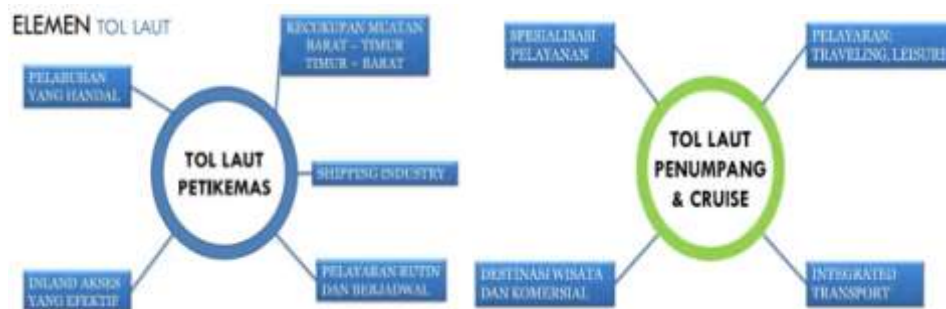 ELEMEN TOL LAUT
KECUKUPAN MUATAN
BARAT – TIMUR
TIMUR – BARAT
PELABUHAN
YANG HANDAL
TOL LAUT
PETIKEMAS
SHIPPING INDUSTRY
INLAND AKSES
YANG EFEKTIF
PELAYARAN RUTIN
DAN BERJADWAL
SPESIALISASI
PELAYANAN
PELAYARAN;
TRAVELING, LEISURE
TOL LAUT
PENUMPANG
& CRUISE
DESTINASI WISATA
DAN KOMERSIAL
INTEGRATED
TRANSPORT